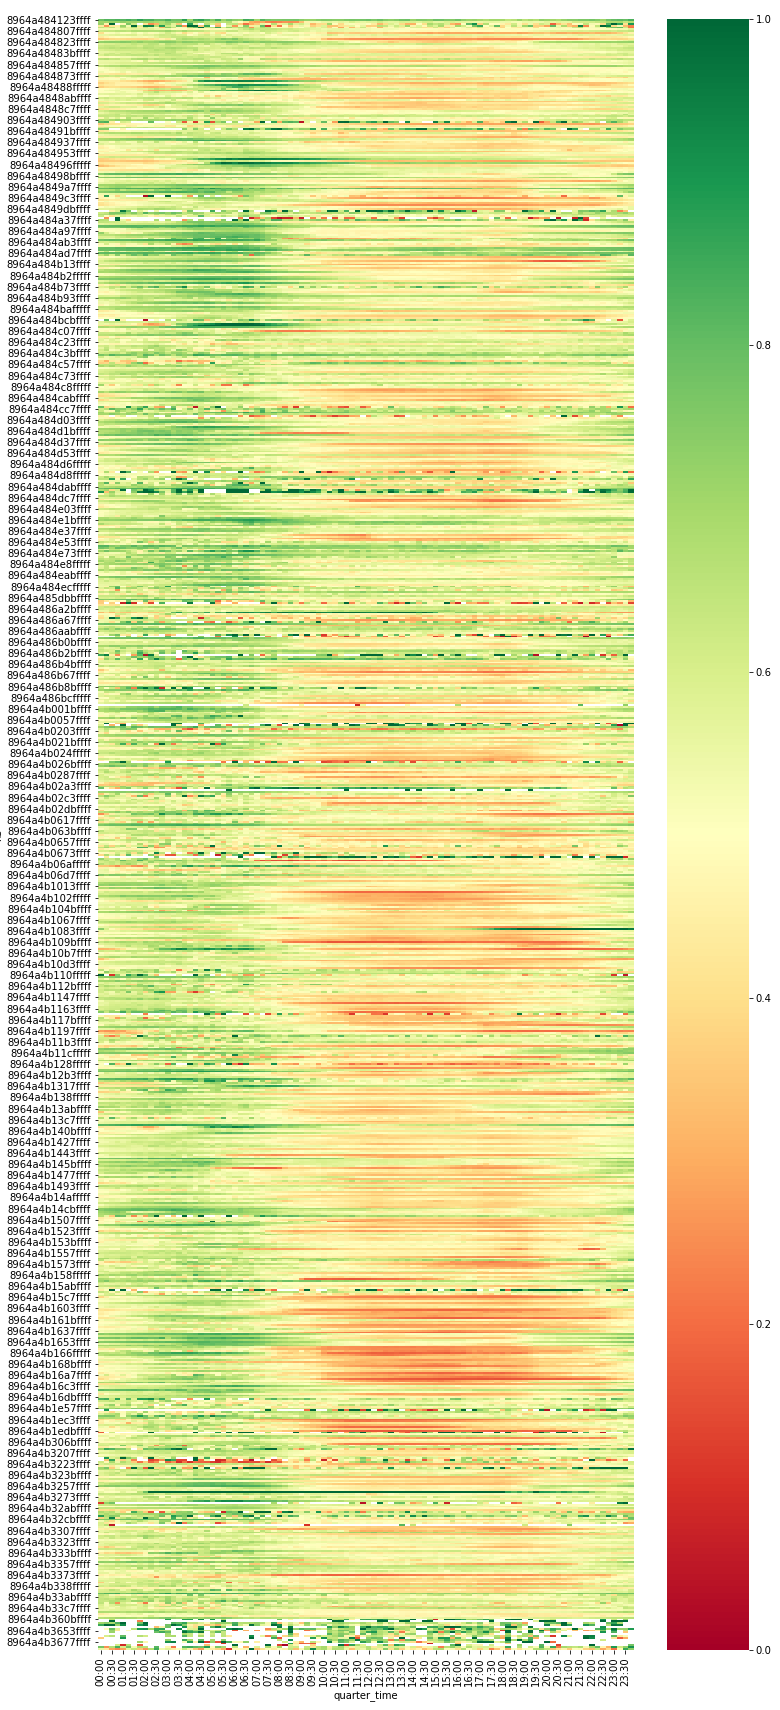 8964a484123ffff
8964a484807ffff
8964a484823ffff
8964a48483bffff
8964a484857ffff
8964a484873ffff
8964a48488fffff
8964a4848abffff
8964a4848c7ffff
8964a484903ffff
8964a48491bffff
8964a484937ffff
8964a484953ffff
8964a48496fffff
8964a48498bffff
8964a4849a7ffff
8964a4849c3ffff
8964a4849dbffff
8964a484a37ffff
8964a484a97ffff
8964a484ab3ffff
8964a484ad7ffff
8964a484b13ffff
8964a484b2fffff
8964a484b73ffff
8964a484b93ffff
8964a484baffff
8964a484bcbffff
8964a484c07ffff
8964a484c23ffff
8964a484c3bffff
8964a484c57ffff
8964a484c73ffff
8964a484c8fffff
8964a484cabffff
8964a484cc7ffff
8964a484d03ffff
8964a484d1bffff
8964a484d37ffff
8964a484d53ffff
8964a484d6fffff
8964a484d8fffff
8964a484dabffff
8964a484dc7ffff
8964a484e03ffff
8964a484e1bffff
8964a484e37ffff
8964a484e53ffff
8964a484e73ffff
8964a484e8fffff
8964a484eabffff
8964a484ecfffff
8964a485dbbffff
8964a486a2bffff
8964a486a67ffff
8964a486aabffff
8964a486b0bffff
8964a486b2bffff
8964a486b4bffff
8964a486b67ffff
8964a486b8bffff
8964a486bcfffff
8964a4b001bffff
8964a4b0057ffff
8964a4b0203ffff
8964a4b021bffff
8964a4b024fffff
8964a4b026bffff
8964a4b0287ffff
8964a4b02a3ffff
8964a4b02c3ffff
8964a4b02dbffff
8964a4b0617ffff
8964a4b063bffff
8964a4b0657ffff
8964a4b0673ffff
8964a4b06afffff
8964a4b06d7ffff
8964a4b1013ffff
8964a4b102fffff
8964a4b104bffff
8964a4b1067ffff
8964a4b1083ffff
8964a4b109bffff
8964a4b10b7ffff
8964a4b10d3ffff
8964a4b110fffff
8964a4b112bffff
8964a4b1147ffff
8964a4b1163ffff
8964a4b117bffff
8964a4b1197ffff
8964a4b11b3ffff
8964a4b11cfffff
8964a4b128fffff
8964a4b12b3ffff
8964a4b1317ffff
8964a4b138fffff
8964a4b13abffff
8964a4b13c7ffff
8964a4b140bffff
8964a4b1427ffff
8964a4b1443ffff
8964a4b145bffff
8964a4b1477ffff
8964a4b1493ffff
8964a4b14afffff
8964a4b14cbffff
8964a4b1507ffff
8964a4b1523ffff
8964a4b153bffff
8964a4b1557ffff
8964a4b1573ffff
8964a4b158fffff
8964a4b15abffff
8964a4b15c7ffff
8964a4b1603ffff
8964a4b161bffff
8964a4b1637ffff
8964a4b1653ffff
8964a4b166fffff
8964a4b168bffff
8964a4b16a7ffff
8964a4b16c3ffff
8964a4b16dbffff
8964a4b1e57ffff
8964a4b1ec3ffff
8964a4b1edbffff
8964a4b306bffff
8964a4b3207ffff
8964a4b3223ffff
8964a4b323bffff
8964a4b3257ffff
8964a4b3273ffff
8964a4b32abffff
8964a4b32cbffff
8964a4b3307ffff
8964a4b3323ffff
8964a4b333bffff
8964a4b3357ffff
8964a4b3373ffff
8964a4b338fffff
8964a4b33abffff
8964a4b33c7ffff
8964a4b360bffff
8964a4b3653ffff
8964a4b3677ffff
00:00
00:30
01:00
01:30
02:00
02:30
03:00
03:30
04:00
04:30
05:00
05:30
06:00
06:30
07:00
07:30
08:00
08:30
09:00
09:30
10:00
10:30
11:00
11:30
12:00
12:30
13:00
13:30
14:00
14:30
15:00
15:30
16:00
16:30
17:00
17:30
18:00
18:30
19:00
19:30
20:00
20:30
21:00
21:30
22:00
22:30
23:00
23:30
quarter_time
1.0
0.8
0.6
0.4
0.2
0.0